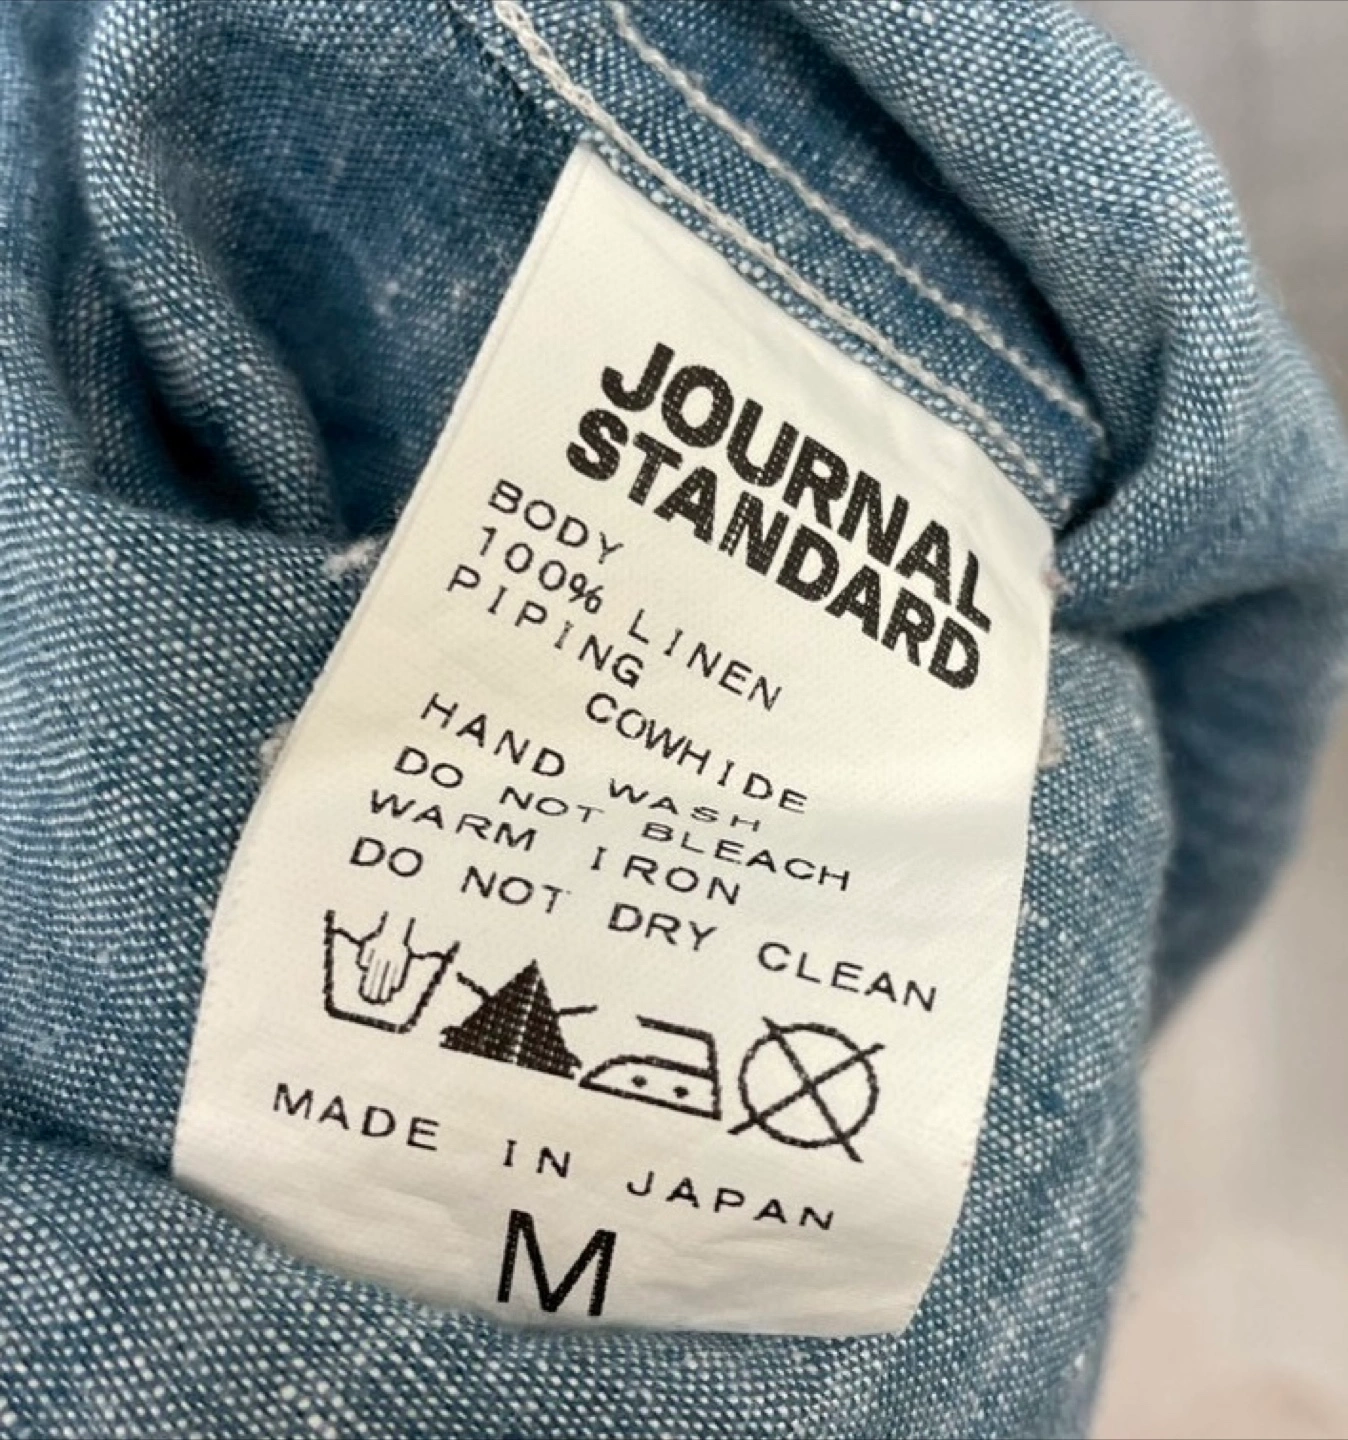 JOURNAL
STANDARD
BODY
100% LINEN
PIPING
COWHIDE
HAND WASH
DO NOT BLEACH
WARM IRON
DO NOT DRY CLEAN
MADE IN JAPAN
M